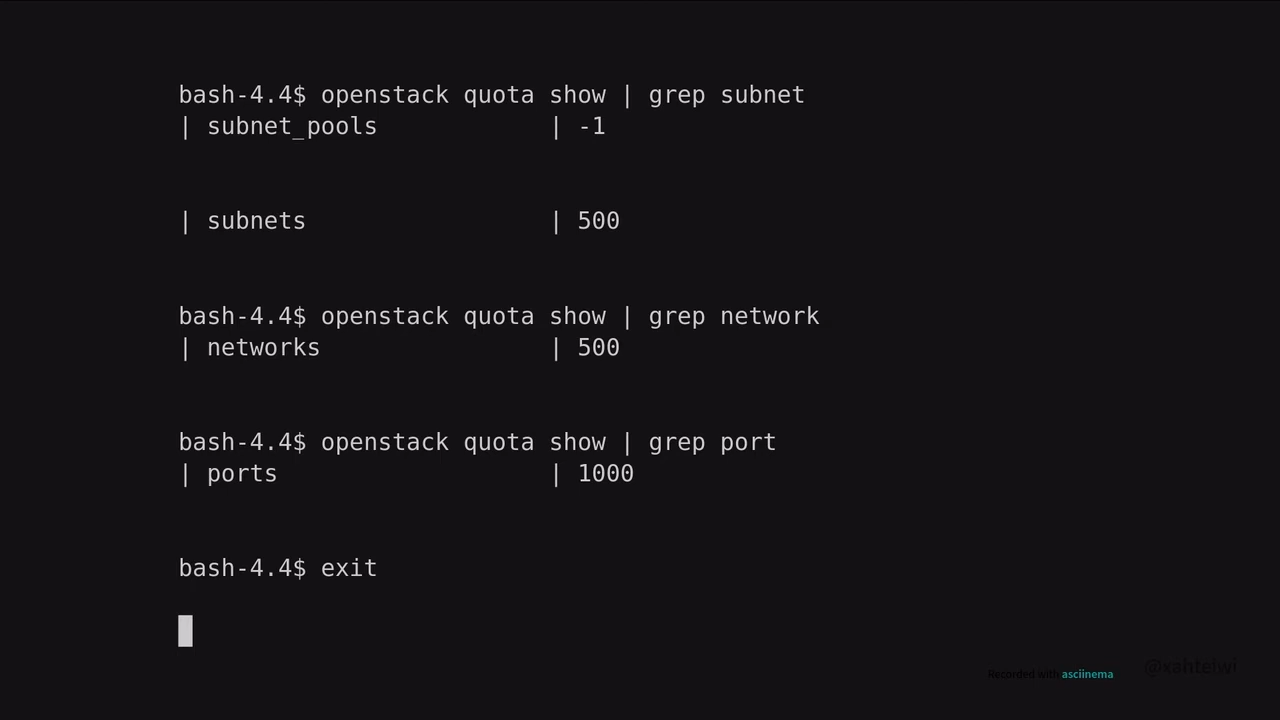 bash-4.4$ openstack quota show | grep subnet
| subnet_pools | -1
| subnets | 500
bash-4.4$ openstack quota show | grep network
| networks | 500
bash-4.4$ openstack quota show | grep port
| ports | 1000
bash-4.4$ exit
Recorded with asciinema
@xahtelwi